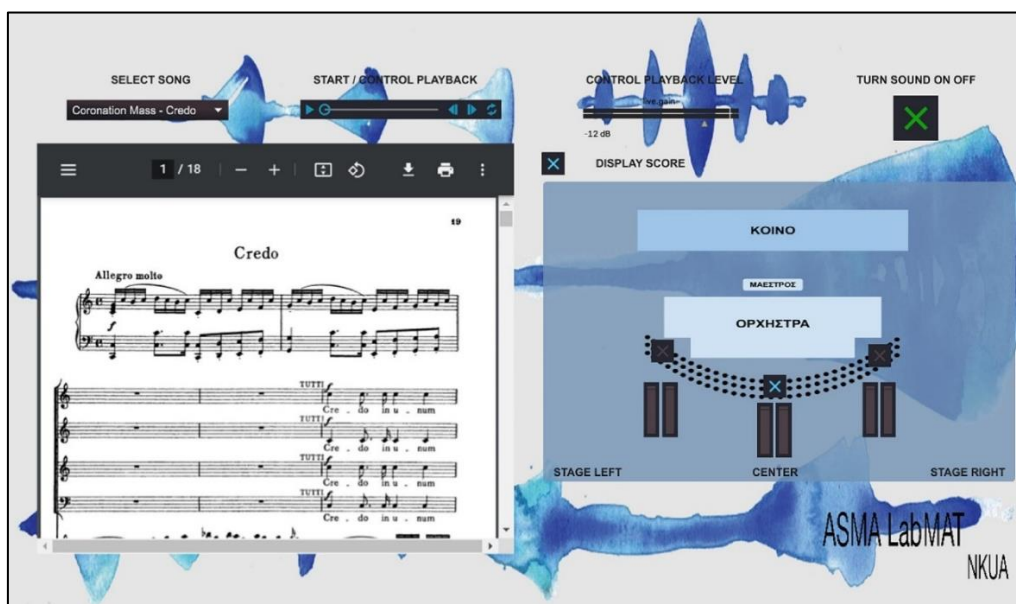 SELECT SONG
START / CONTROL PLAYBACK
CONTROL PLAYBACK LEVEL
TURN SOUND ON OFF
Coronation Mass - Credo
live.gain~
-12 dB
DISPLAY SCORE
1 / 18
19
Credo
Allegro molto
f
TUTTI f
Cre - do in u - num
TUTTI f
Cre - do in u - num
TUTTI f
Cre - do in u - num
TUTTI f
Cre - do in u - num
ΚΟΙΝΟ
ΜΑΕΣΤΡΟΣ
ΟΡΧΗΣΤΡΑ
STAGE LEFT
CENTER
STAGE RIGHT
ASMA LabMAT
NKUA